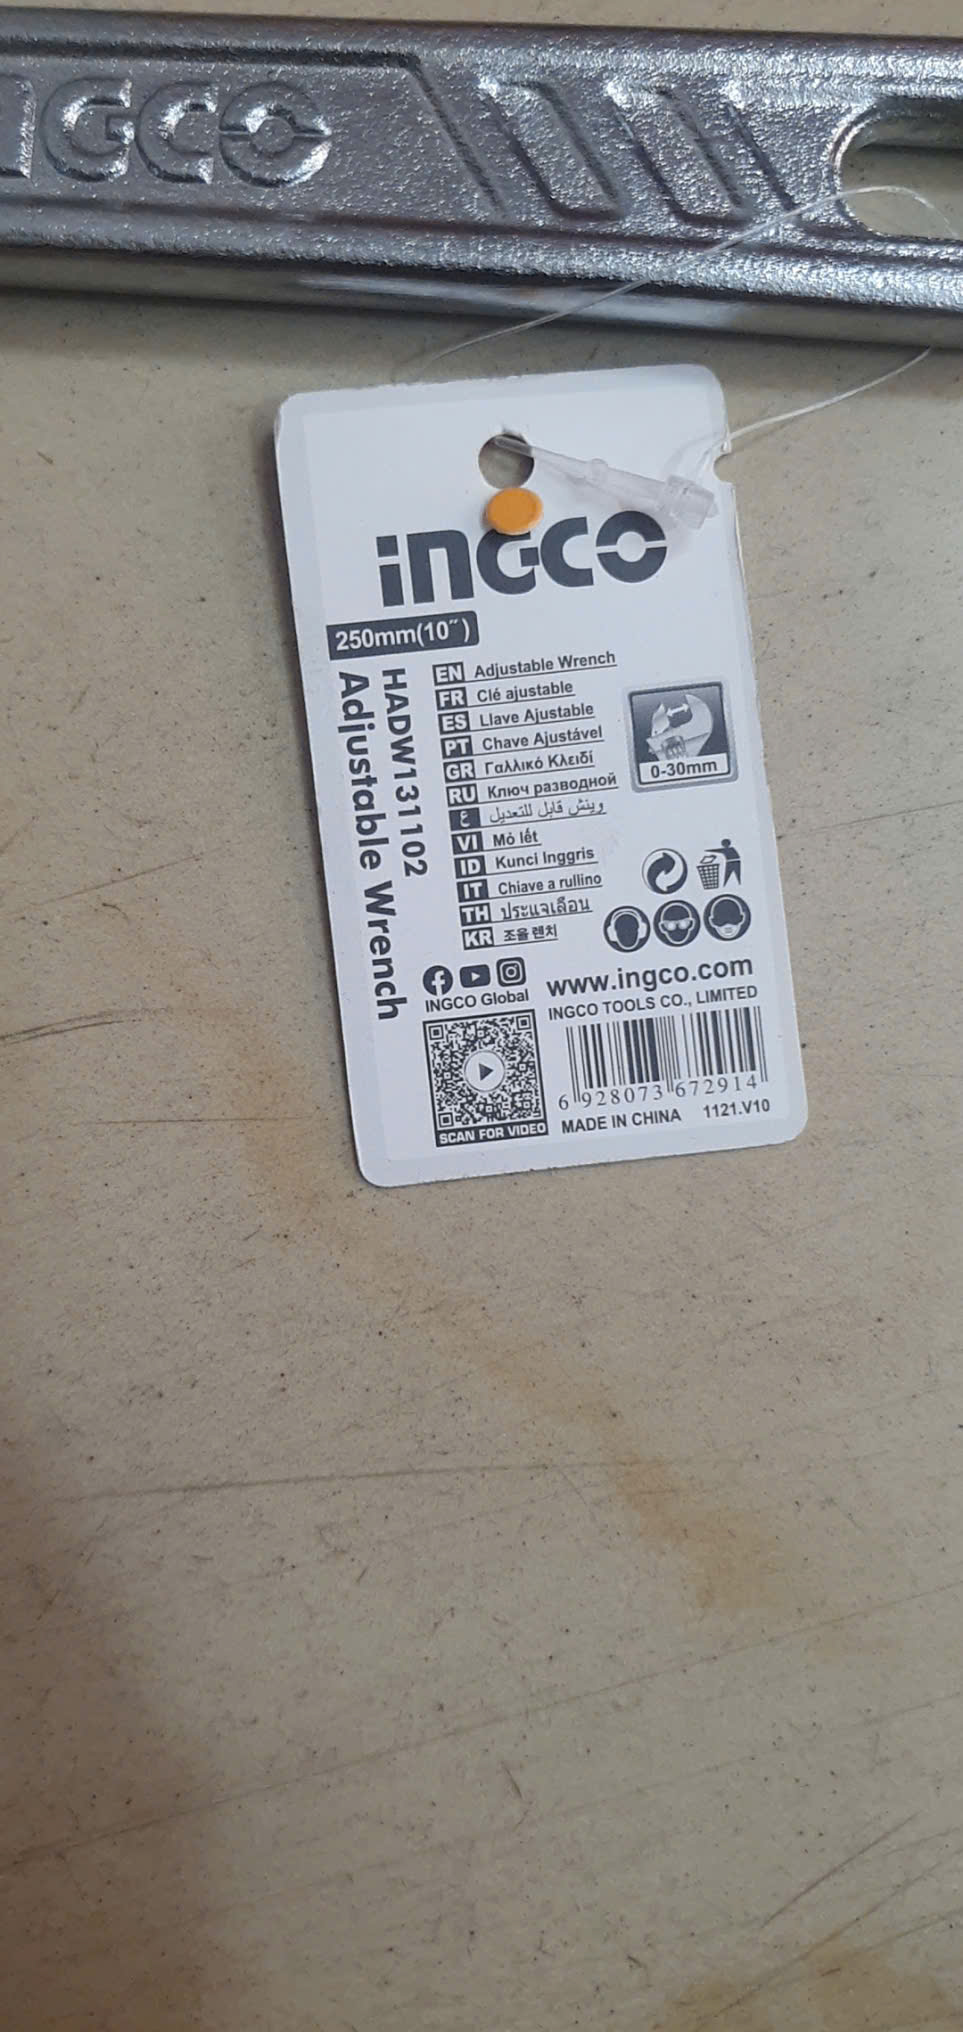 NGCO
INGCO
250mm(10″)
HADW131102
Adjustable Wrench
EN Adjustable Wrench
FR Clé ajustable
ES Llave Ajustable
PT Chave Ajustável
GR Γαλλικό Κλειδί
RU Ключ разводной
ع وينش قابل للتعديل
VI Mỏ lết
ID Kunci Inggris
IT Chiave a rullino
TH ประแจเลื่อน
KR 조율 렌치
0-30mm
INGCO Global
SCAN FOR VIDEO
www.ingco.com
INGCO TOOLS CO., LIMITED
6 928073 672914
MADE IN CHINA 1121.V10